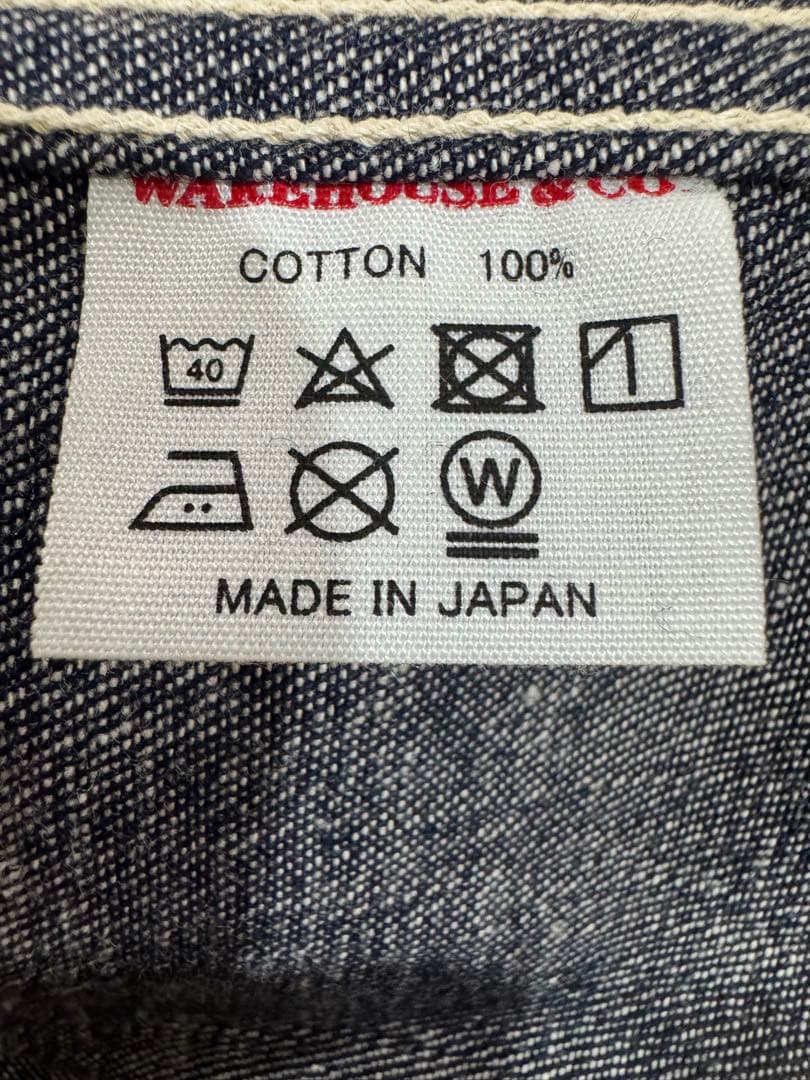 WAREHOUSE & CO
COTTON 100%
40
W
MADE IN JAPAN